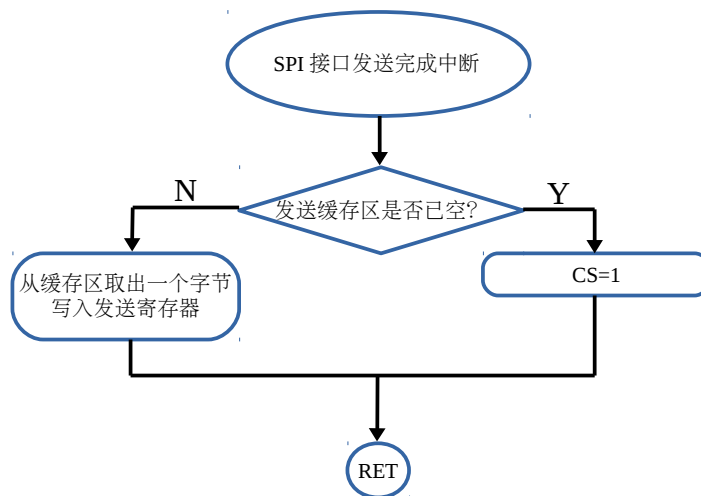 SPI 接口发送完成中断
N
Y
发送缓存区是否已空?
从缓存区取出一个字节
写入发送寄存器
CS=1
RET